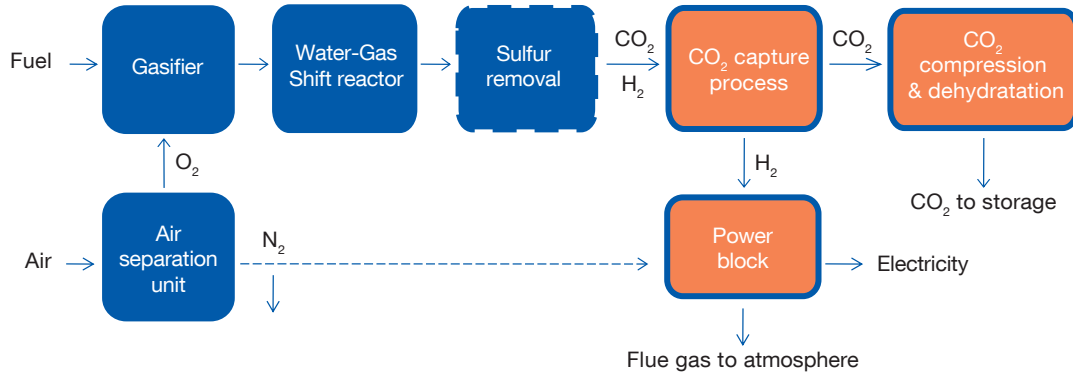 Fuel
Gasifier
Water-Gas
Shift reactor
Sulfur
removal
CO₂
H₂
CO₂ capture
process
CO₂
CO₂
compression
& dehydratation
O₂
H₂
CO₂ to storage
Air
Air
separation
unit
N₂
Power
block
Electricity
Flue gas to atmosphere